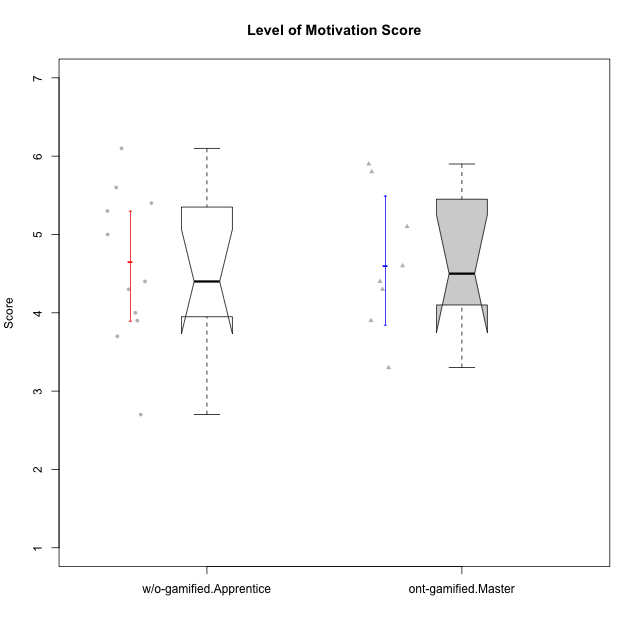 Level of Motivation Score
Score
7
6
5
4
3
2
1
w/o-gamified.Apprentice
ont-gamified.Master